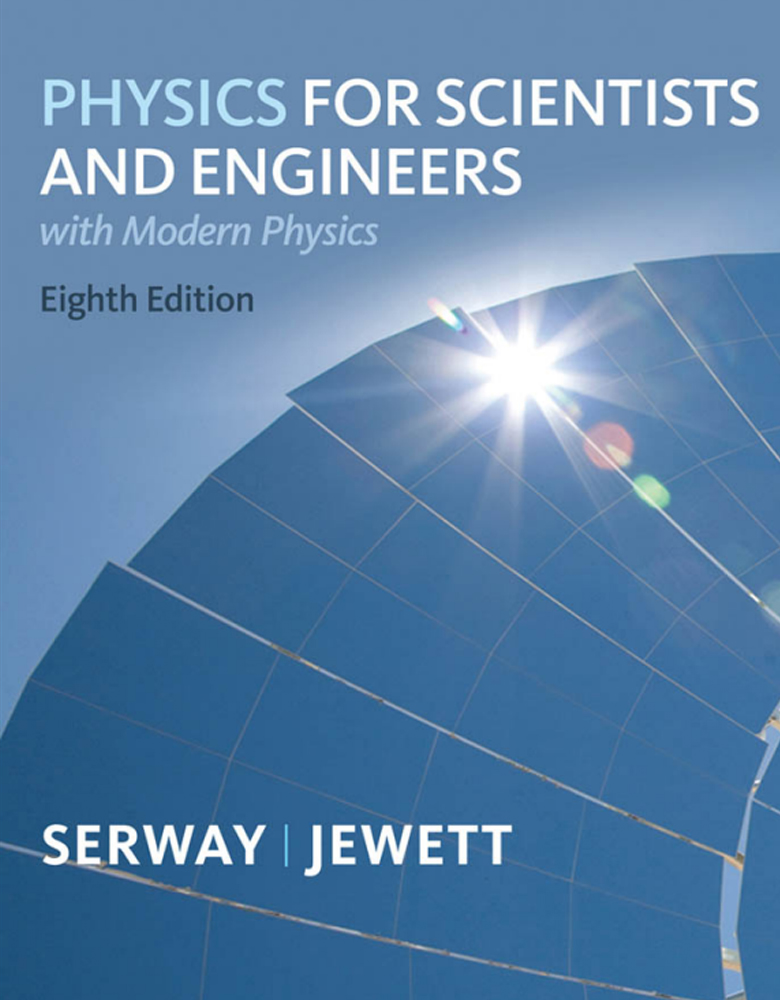 PHYSICS FOR SCIENTISTS
AND ENGINEERS
with Modern Physics
Eighth Edition
SERWAY | JEWETT